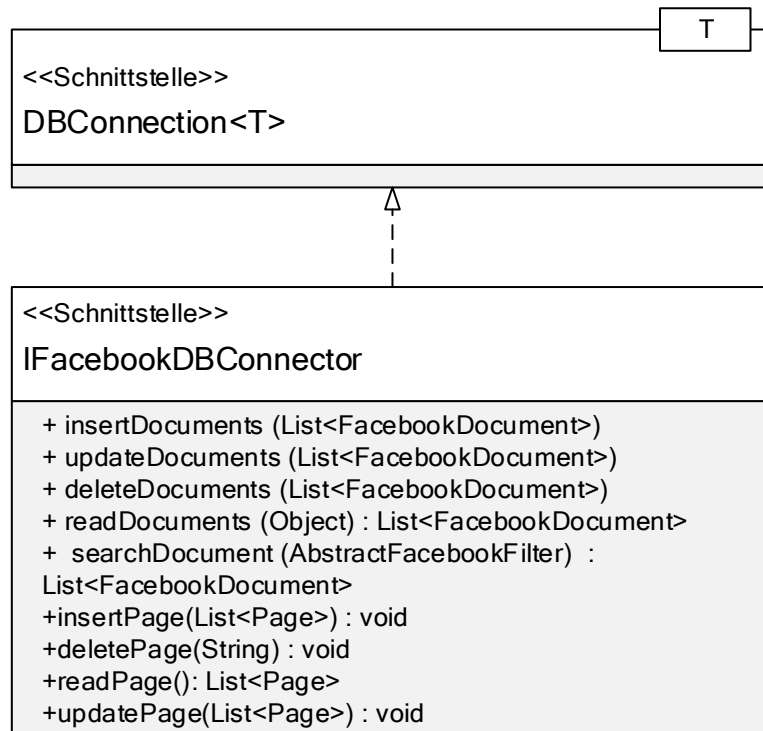 T
<<Schnittstelle>>
DBConnection<T>
<<Schnittstelle>>
IFacebookDBConnector
+ insertDocuments (List<FacebookDocument>)
+ updateDocuments (List<FacebookDocument>)
+ deleteDocuments (List<FacebookDocument>)
+ readDocuments (Object) : List<FacebookDocument>
+ searchDocument (AbstractFacebookFilter) :
List<FacebookDocument>
+insertPage(List<Page>) : void
+deletePage(String) : void
+readPage(): List<Page>
+updatePage(List<Page>) : void